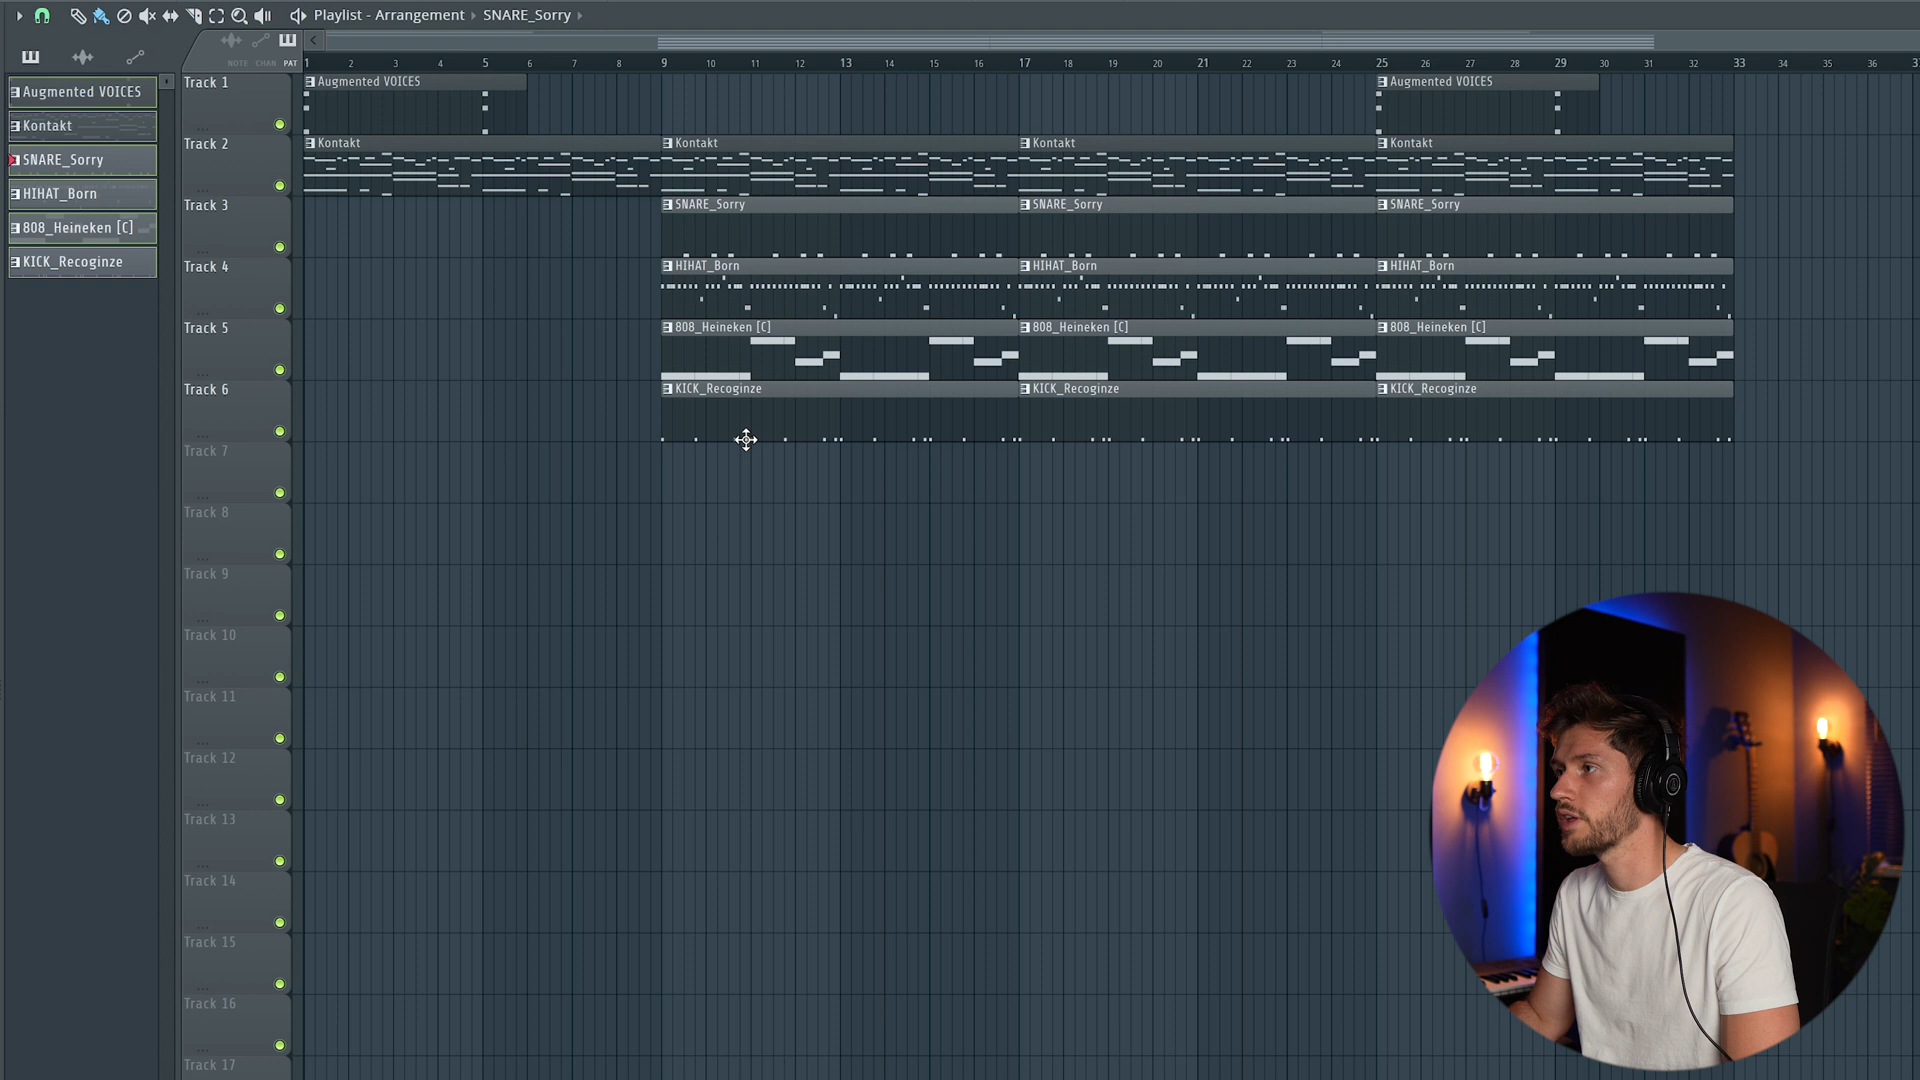 Playlist - Arrangement › SNARE_Sorry ›
NOTE CHAN PAT
1 2 3 4 5 6 7 8 9 10 11 12 13 14 15 16 17 18 19 20 21 22 23 24 25 26 27 28 29 30 31 32 33 34 35 36
Augmented VOICES
Kontakt
SNARE_Sorry
HIHAT_Born
808_Heineken [C]
KICK_Recoginze
Track 1
Augmented VOICES Augmented VOICES
Track 2
Kontakt Kontakt Kontakt Kontakt
Track 3
SNARE_Sorry SNARE_Sorry SNARE_Sorry
Track 4
HIHAT_Born HIHAT_Born HIHAT_Born
Track 5
808_Heineken [C] 808_Heineken [C] 808_Heineken [C]
Track 6
KICK_Recoginze KICK_Recoginze KICK_Recoginze
Track 7
Track 8
Track 9
Track 10
Track 11
Track 12
Track 13
Track 14
Track 15
Track 16
Track 17